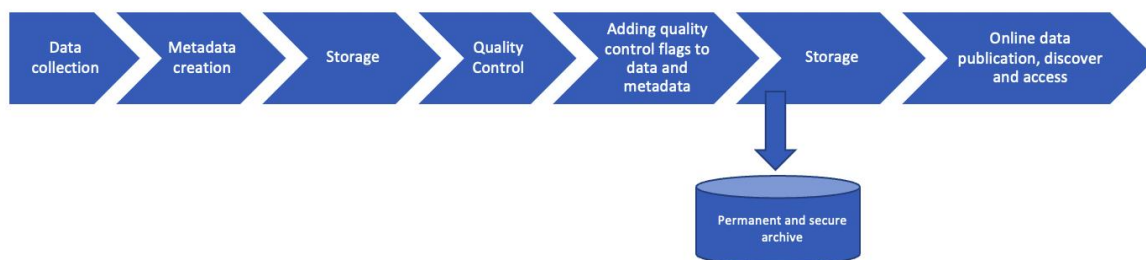 Data
collection
Metadata
creation
Storage
Quality
Control
Adding quality
control flags to
data and
metadata
Storage
Online data
publication, discover
and access
Permanent and secure
archive